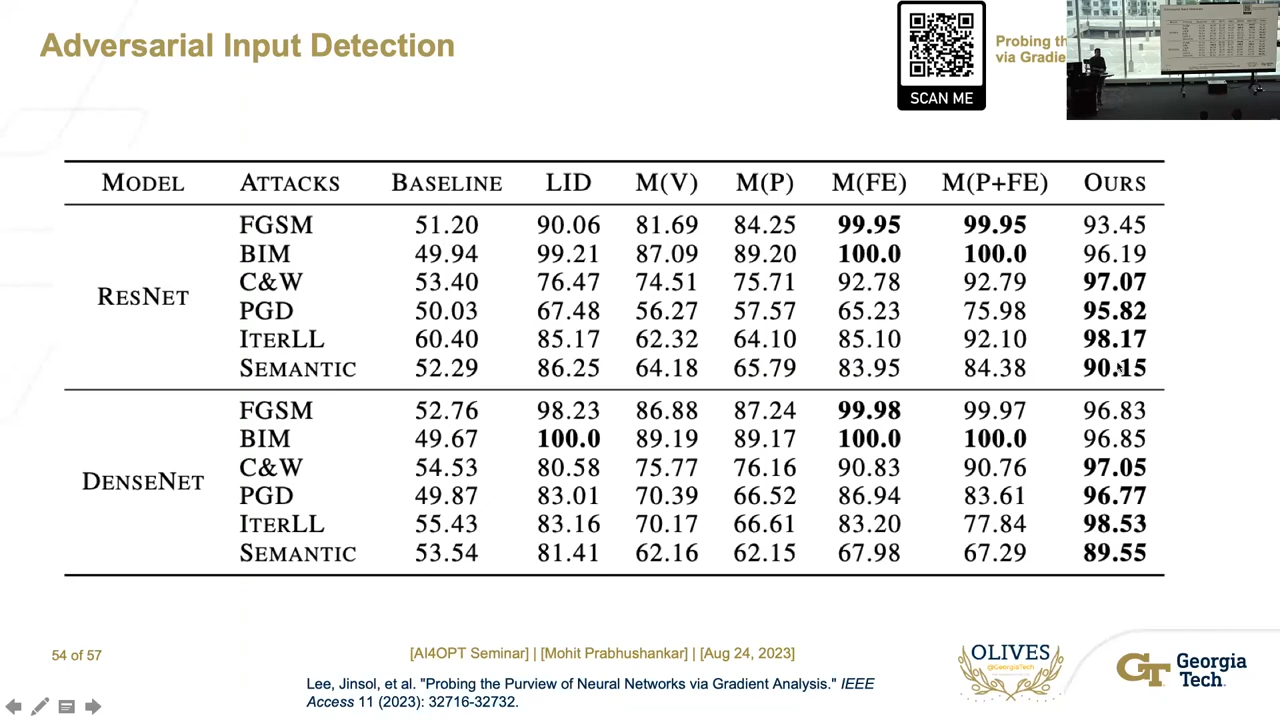 Adversarial Input Detection
SCAN ME
Probing th
via Gradie
MODEL ATTACKS BASELINE LID M(V) M(P) M(FE) M(P+FE) OURS
RESNET
FGSM 51.20 90.06 81.69 84.25 99.95 99.95 93.45
BIM 49.94 99.21 87.09 89.20 100.0 100.0 96.19
C&W 53.40 76.47 74.51 75.71 92.78 92.79 97.07
PGD 50.03 67.48 56.27 57.57 65.23 75.98 95.82
ITERLL 60.40 85.17 62.32 64.10 85.10 92.10 98.17
SEMANTIC 52.29 86.25 64.18 65.79 83.95 84.38 90.15
DENSENET
FGSM 52.76 98.23 86.88 87.24 99.98 99.97 96.83
BIM 49.67 100.0 89.19 89.17 100.0 100.0 96.85
C&W 54.53 80.58 75.77 76.16 90.83 90.76 97.05
PGD 49.87 83.01 70.39 66.52 86.94 83.61 96.77
ITERLL 55.43 83.16 70.17 66.61 83.20 77.84 98.53
SEMANTIC 53.54 81.41 62.16 62.15 67.98 67.29 89.55
54 of 57
[AI4OPT Seminar] | [Mohit Prabhushankar] | [Aug 24, 2023]
Lee, Jinsol, et al. "Probing the Purview of Neural Networks via Gradient Analysis." IEEE
Access 11 (2023): 32716-32732.
OLIVES
@GeorgiaTech
GT Georgia
Tech